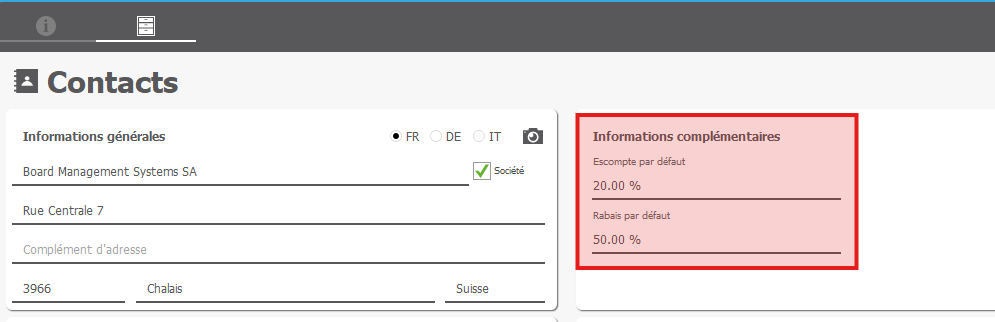 Contacts
Informations générales
FR DE IT
Board Management Systems SA
Société
Rue Centrale 7
Complément d'adresse
3966 Chalais Suisse
Informations complémentaires
Escompte par défaut
20.00 %
Rabais par défaut
50.00 %